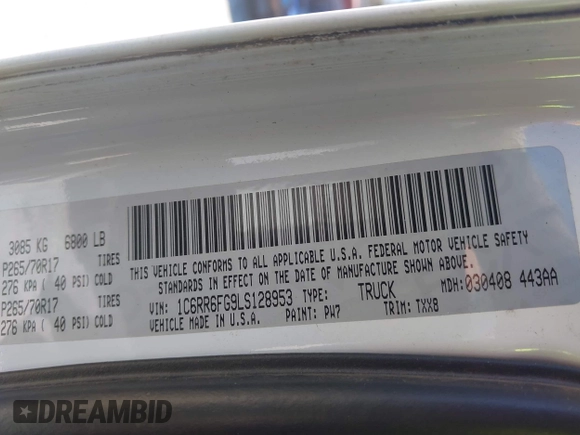 3085 KG 6800 LB
P265/70R17 TIRES
276 KPA ( 40 PSI) COLD
P265/70R17 TIRES
276 KPA ( 40 PSI) COLD
THIS VEHICLE CONFORMS TO ALL APPLICABLE U.S.A. FEDERAL MOTOR VEHICLE SAFETY
STANDARDS IN EFFECT ON THE DATE OF MANUFACTURE SHOWN ABOVE.
VIN: 1C6RR6FG9LS128953 TYPE: TRUCK MDH: 030408 443AA
VEHICLE MADE IN U.S.A. PAINT: PW7 TRIM: TXX8
DREAMBID